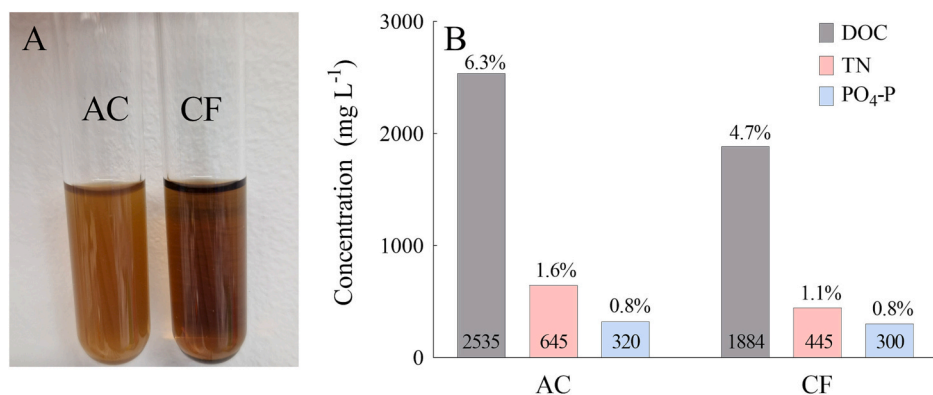 A
AC CF
B
Concentration (mg L⁻¹)
3000
2000
1000
0
DOC
TN
PO₄-P
6.3%
1.6%
0.8%
4.7%
1.1%
0.8%
2535 645 320 1884 445 300
AC CF